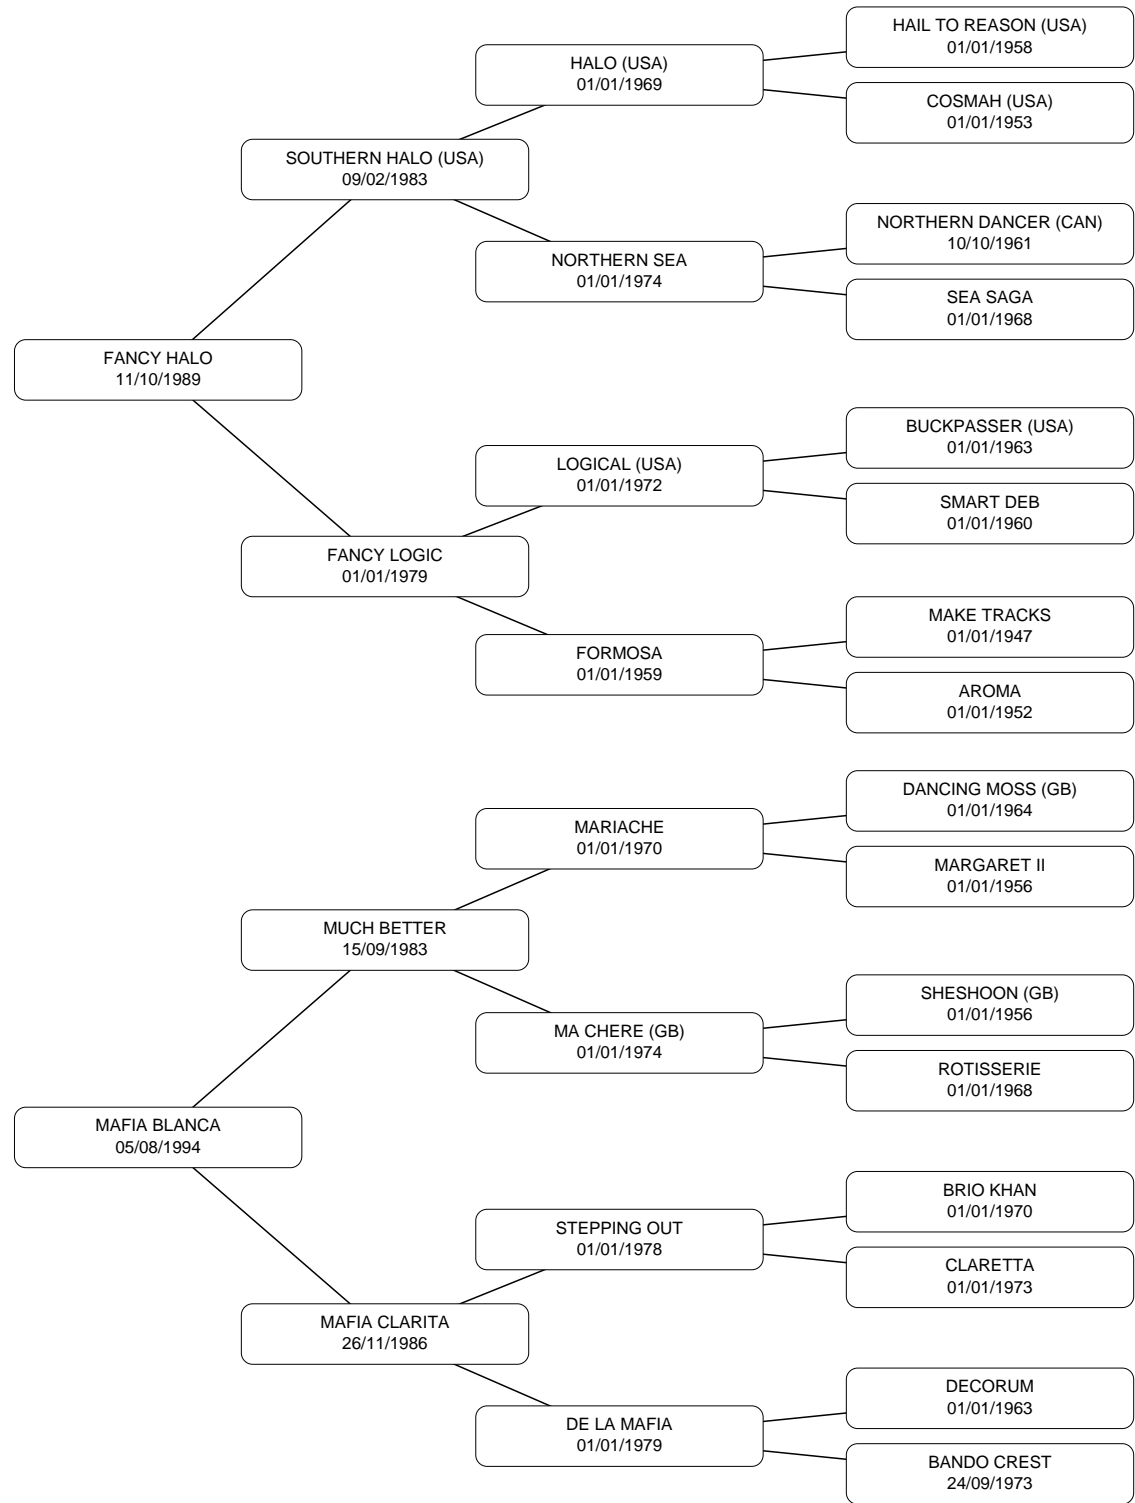 HAIL TO REASON (USA)
01/01/1958
HALO (USA)
01/01/1969
COSMAH (USA)
01/01/1953
SOUTHERN HALO (USA)
09/02/1983
NORTHERN DANCER (CAN)
10/10/1961
NORTHERN SEA
01/01/1974
SEA SAGA
01/01/1968
FANCY HALO
11/10/1989
BUCKPASSER (USA)
01/01/1963
LOGICAL (USA)
01/01/1972
SMART DEB
01/01/1960
FANCY LOGIC
01/01/1979
MAKE TRACKS
01/01/1947
FORMOSA
01/01/1959
AROMA
01/01/1952
DANCING MOSS (GB)
01/01/1964
MARIACHE
01/01/1970
MARGARET II
01/01/1956
MUCH BETTER
15/09/1983
SHESHOON (GB)
01/01/1956
MA CHERE (GB)
01/01/1974
ROTISSERIE
01/01/1968
MAFIA BLANCA
05/08/1994
BRIO KHAN
01/01/1970
STEPPING OUT
01/01/1978
CLARETTA
01/01/1973
MAFIA CLARITA
26/11/1986
DECORUM
01/01/1963
DE LA MAFIA
01/01/1979
BANDO CREST
24/09/1973